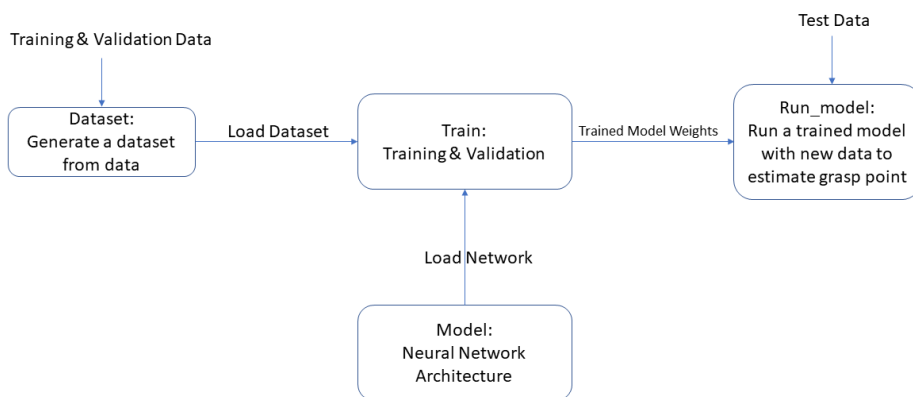 Test Data
Training & Validation Data
Dataset:
Generate a dataset
from data
Load Dataset
Train:
Training & Validation
Trained Model Weights
Run_model:
Run a trained model
with new data to
estimate grasp point
Load Network
Model:
Neural Network
Architecture